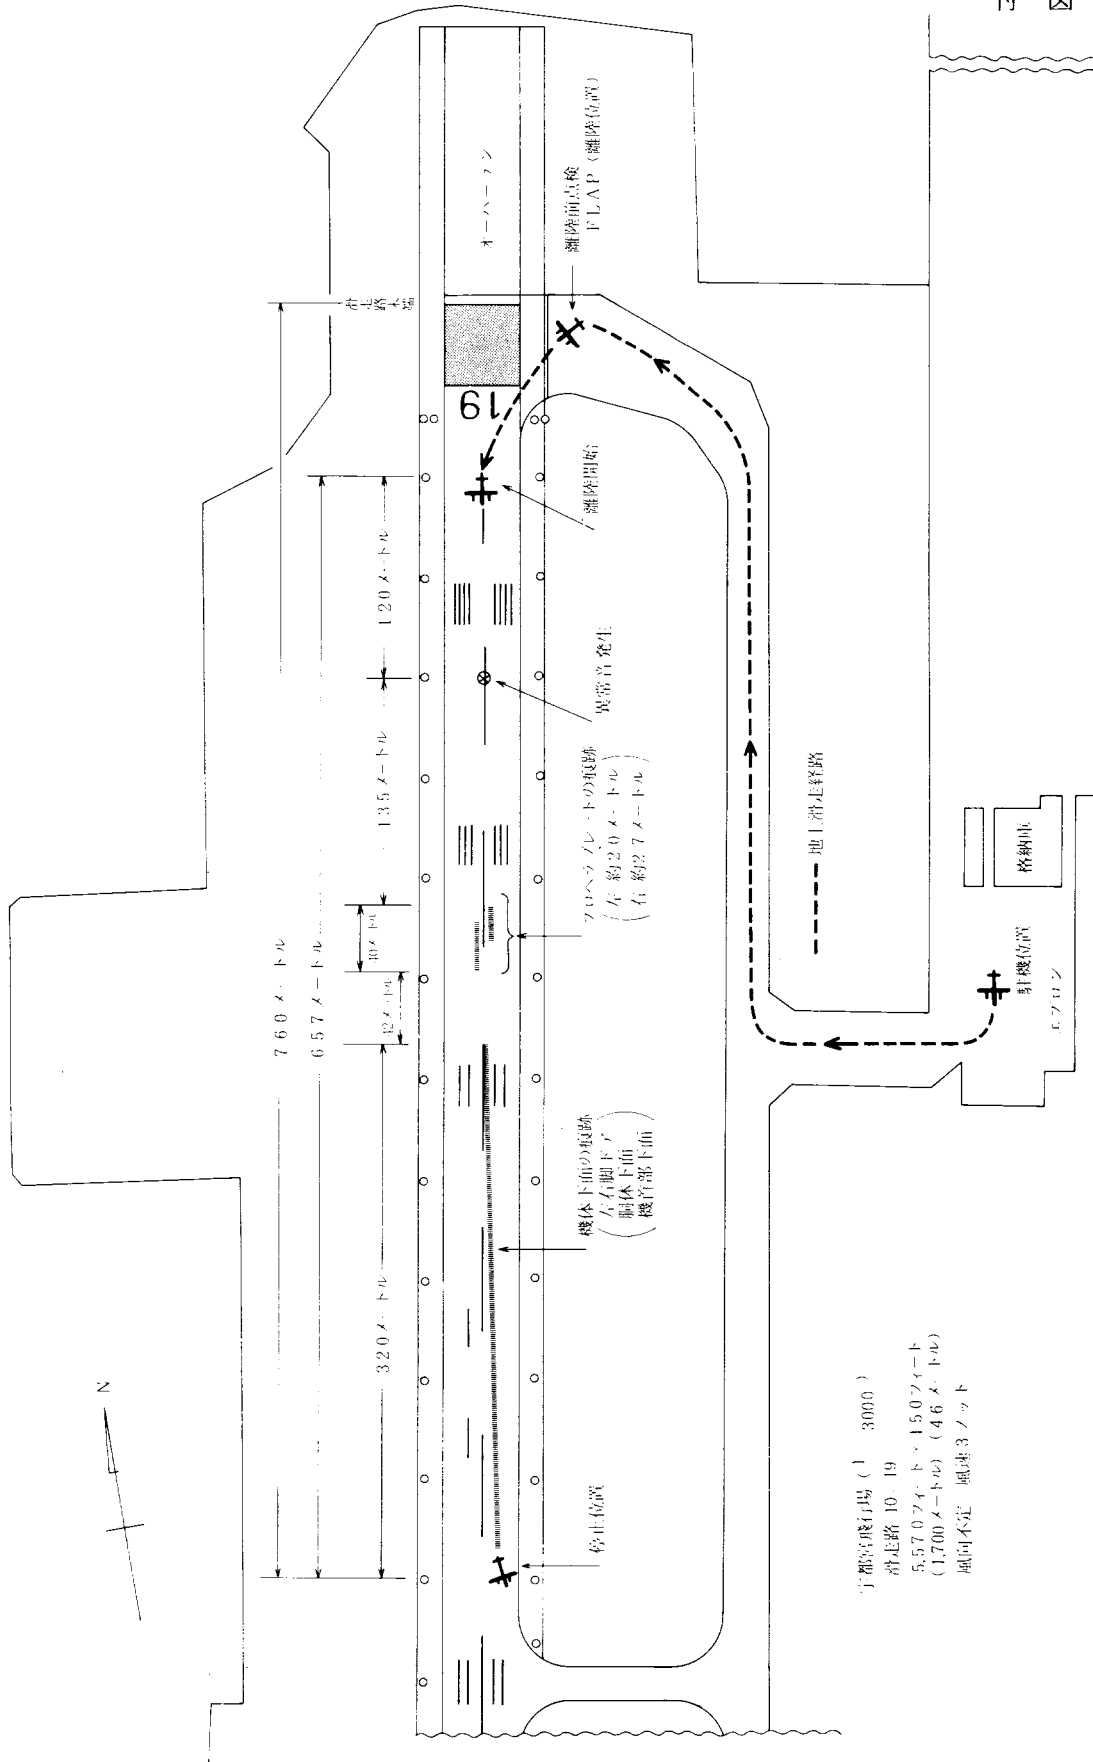 付図
オーバーラン
滑走路末端
離陸前点検
FLAP(離陸位置)
19
離陸開始
120メートル
異常音発生
135メートル
プロペラブレードの痕跡
(左 約20メートル)
(右 約27メートル)
40メートル
42メートル
760メートル
657メートル
機体下面の痕跡
左右脚ドア
胴体下面
機首部下面
320メートル
停止位置
地上滑走経路
格納庫
駐機位置
エプロン
N
宇都宮飛行場(1 3000)
滑走路 10-19
5,570フィート×150フィート
(1,700メートル)(46メートル)
風向不定 風速3ノット